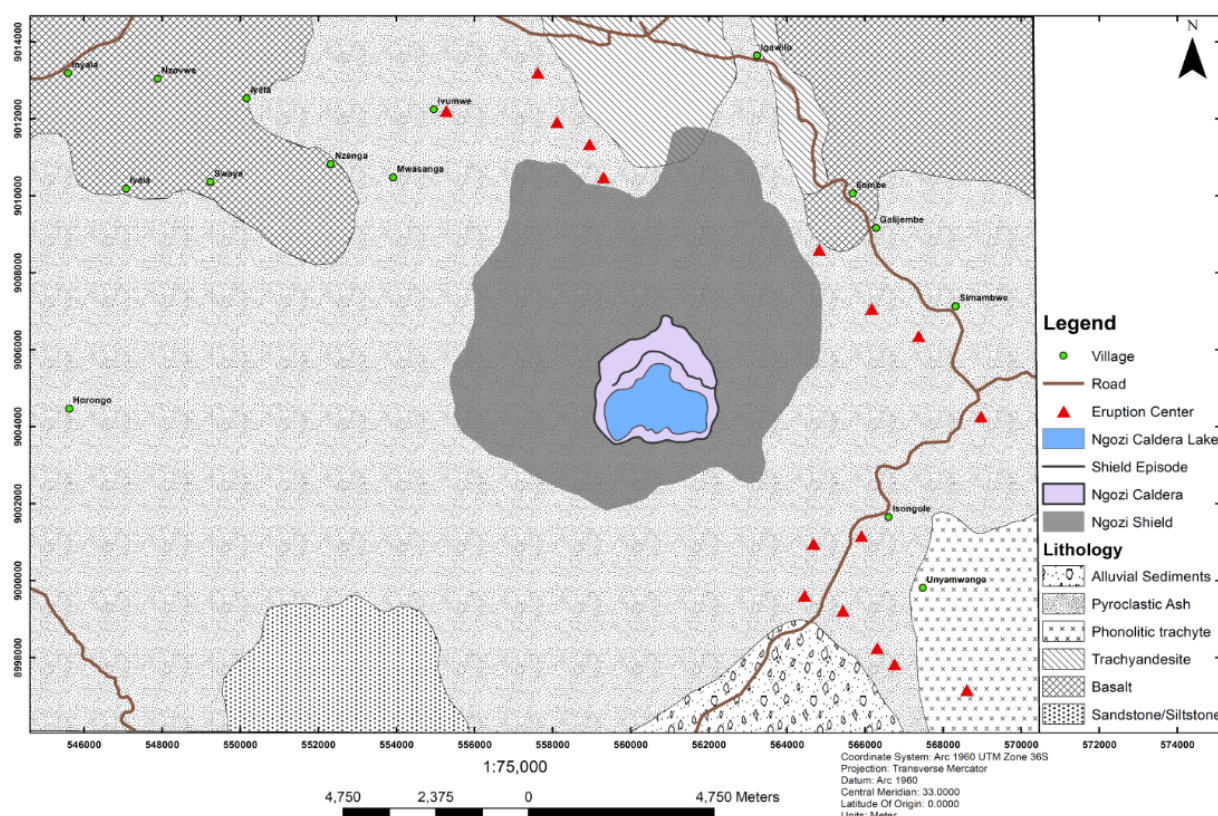 N
9014000
9012000
9010000
9008000
9006000
9004000
9002000
9000000
8998000
Inyala
Nzovwe
Iyela
Ivumwe
Igawilo
Nzenga
Mwasanga
Iyala
Swaya
Ilombe
Galijembe
Simambwe
Horongo
Isongole
Unyamwanga
Legend
Village
Road
Eruption Center
Ngozi Caldera Lake
Shield Episode
Ngozi Caldera
Ngozi Shield
Lithology
Alluvial Sediments
Pyroclastic Ash
Phonolitic trachyte
Trachyandesite
Basalt
Sandstone/Siltstone
546000 548000 550000 552000 554000 556000 558000 560000 562000 564000 566000 568000 570000 572000 574000
1:75,000
4,750 2,375 0 4,750 Meters
Coordinate System: Arc 1960 UTM Zone 36S
Projection: Transverse Mercator
Datum: Arc 1960
Central Meridian: 33.0000
Latitude Of Origin: 0.0000
Units: Meter